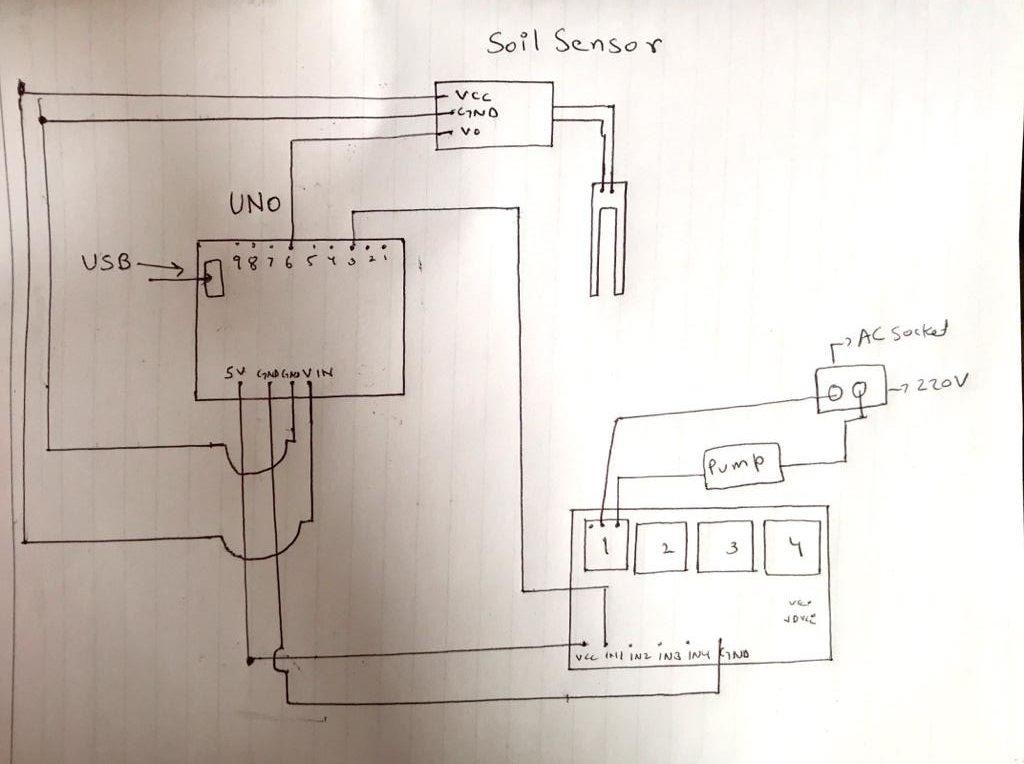 Soil Sensor
VCC
GND
VO
UNO
USB
9 8 7 6 5 4 3 2 1
5V GND GND VIN
AC Socket
220V
Pump
1 2 3 4
VCC IN1 IN2 IN3 IN4 GND